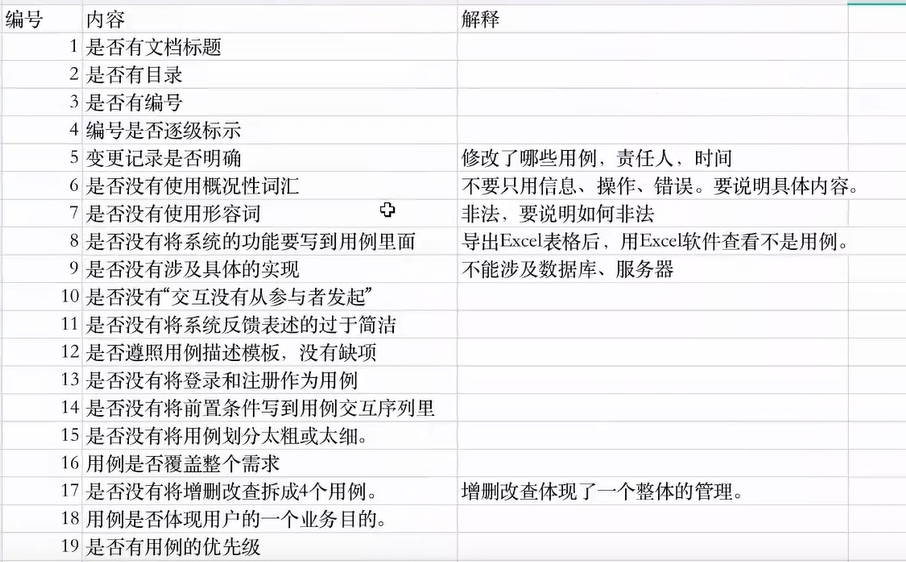 编号 内容 解释
1 是否有文档标题
2 是否有目录
3 是否有编号
4 编号是否逐级标示
5 变更记录是否明确 修改了哪些用例，责任人，时间
6 是否没有使用概况性词汇 不要只用信息、操作、错误。要说明具体内容。
7 是否没有使用形容词 非法，要说明如何非法
8 是否没有将系统的功能要写到用例里面 导出Excel表格后，用Excel软件查看不是用例。
9 是否没有涉及具体的实现 不能涉及数据库、服务器
10 是否没有“交互没有从参与者发起”
11 是否没有将系统反馈表述的过于简洁
12 是否遵照用例描述模板，没有缺项
13 是否没有将登录和注册作为用例
14 是否没有将前置条件写到用例交互序列里
15 是否没有将用例划分太粗或太细。
16 用例是否覆盖整个需求
17 是否没有将增删改查拆成4个用例。 增删改查体现了一个整体的管理。
18 用例是否体现用户的一个业务目的。
19 是否有用例的优先级